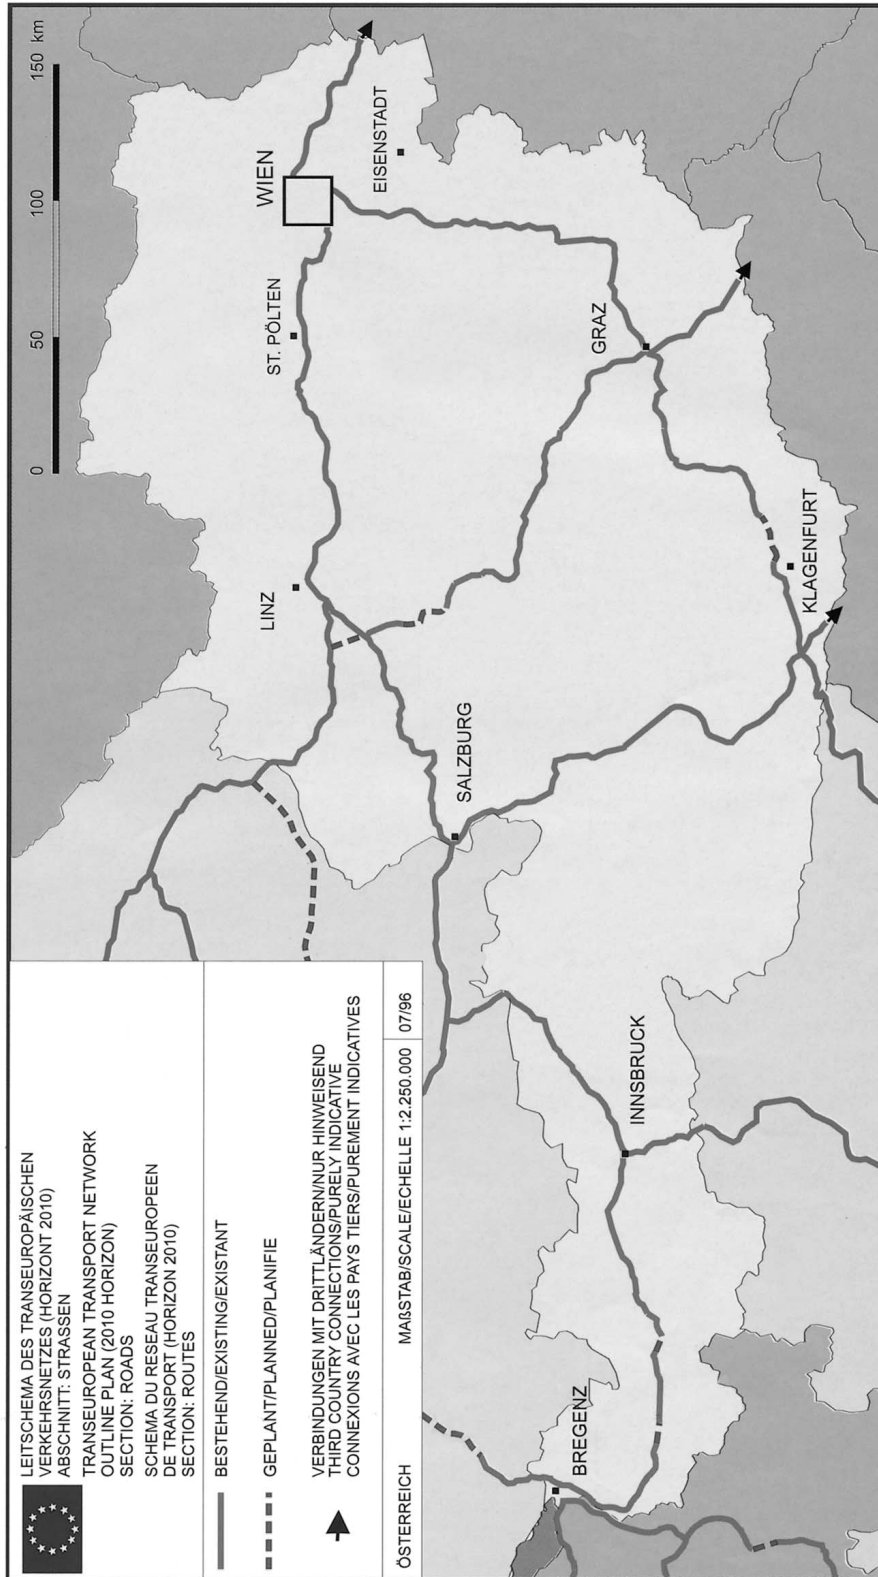 LEITSCHEMA DES TRANSEUROPÄISCHEN
VERKEHRSNETZES (HORIZONT 2010)
ABSCHNITT: STRASSEN
TRANSEUROPEAN TRANSPORT NETWORK
OUTLINE PLAN (2010 HORIZON)
SECTION: ROADS
SCHEMA DU RESEAU TRANSEUROPEEN
DE TRANSPORT (HORIZON 2010)
SECTION: ROUTES
BESTEHEND/EXISTING/EXISTANT
GEPLANT/PLANNED/PLANIFIE
VERBINDUNGEN MIT DRITTLÄNDERN/NUR HINWEISEND
THIRD COUNTRY CONNECTIONS/PURELY INDICATIVE
CONNEXIONS AVEC LES PAYS TIERS/PUREMENT INDICATIVES
ÖSTERREICH MAßSTAB/SCALE/ECHELLE 1:2.250.000 07/96
0 50 100 150 km
WIEN
ST. PÖLTEN
LINZ
EISENSTADT
SALZBURG
GRAZ
INNSBRUCK
BREGENZ
KLAGENFURT